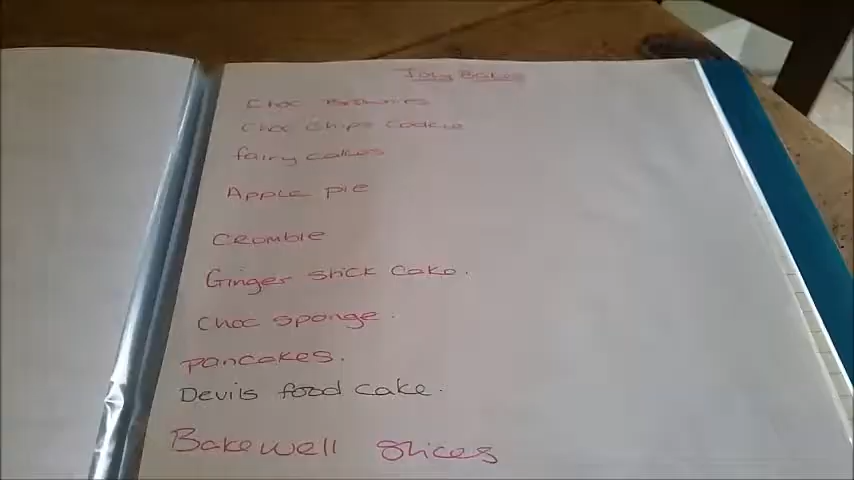 July Bakes
Choc Brownies
Choc Chips Cookie
fairy cakes
Apple pie
Crumble
Ginger stick cake.
Choc sponge.
pancakes.
Devils food cake.
Bakewell slices